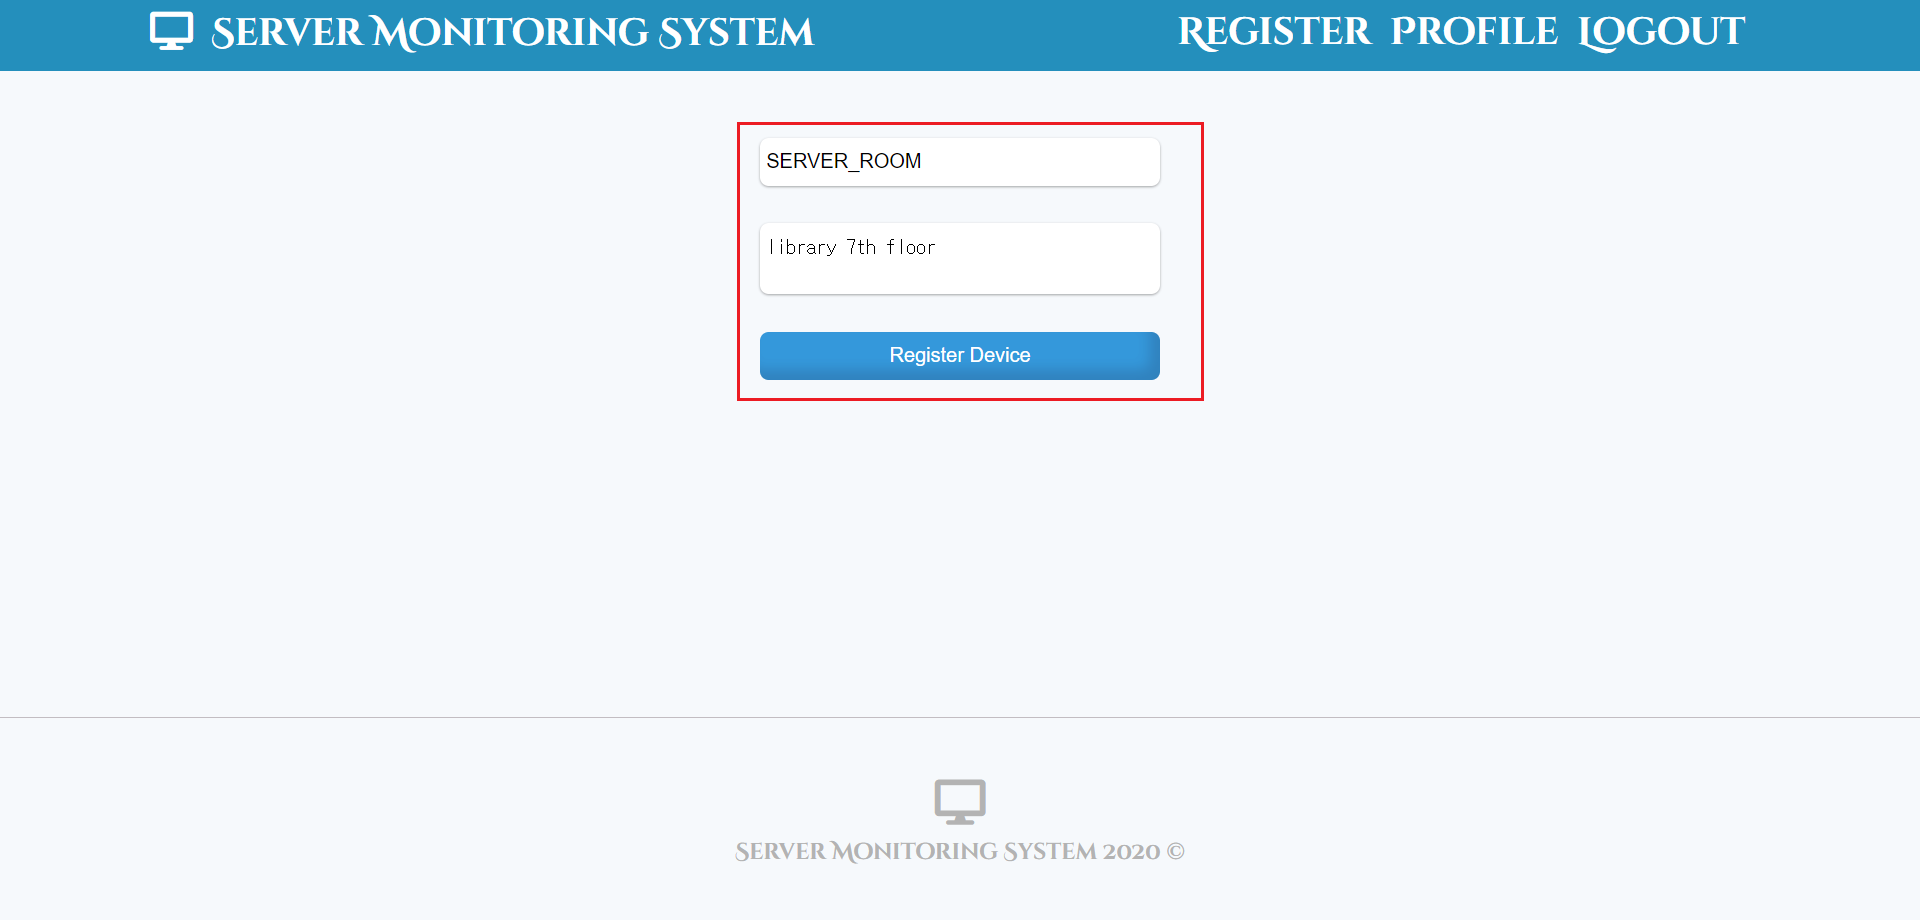 Server Monitoring System
Register Profile Logout
SERVER_ROOM
library 7th floor
Register Device
Server Monitoring System 2020 ©